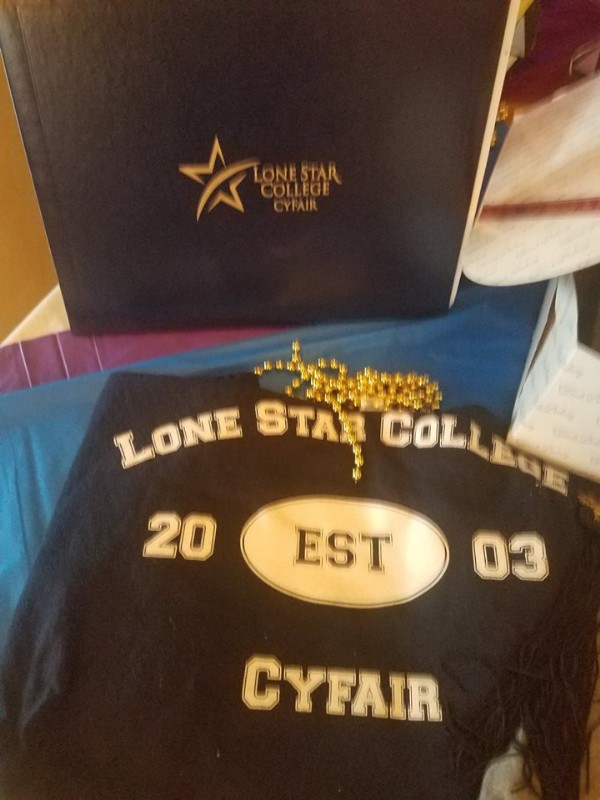 LONE STAR
COLLEGE
CYFAIR
LONE STAR COLLEGE
20 EST 03
CYFAIR